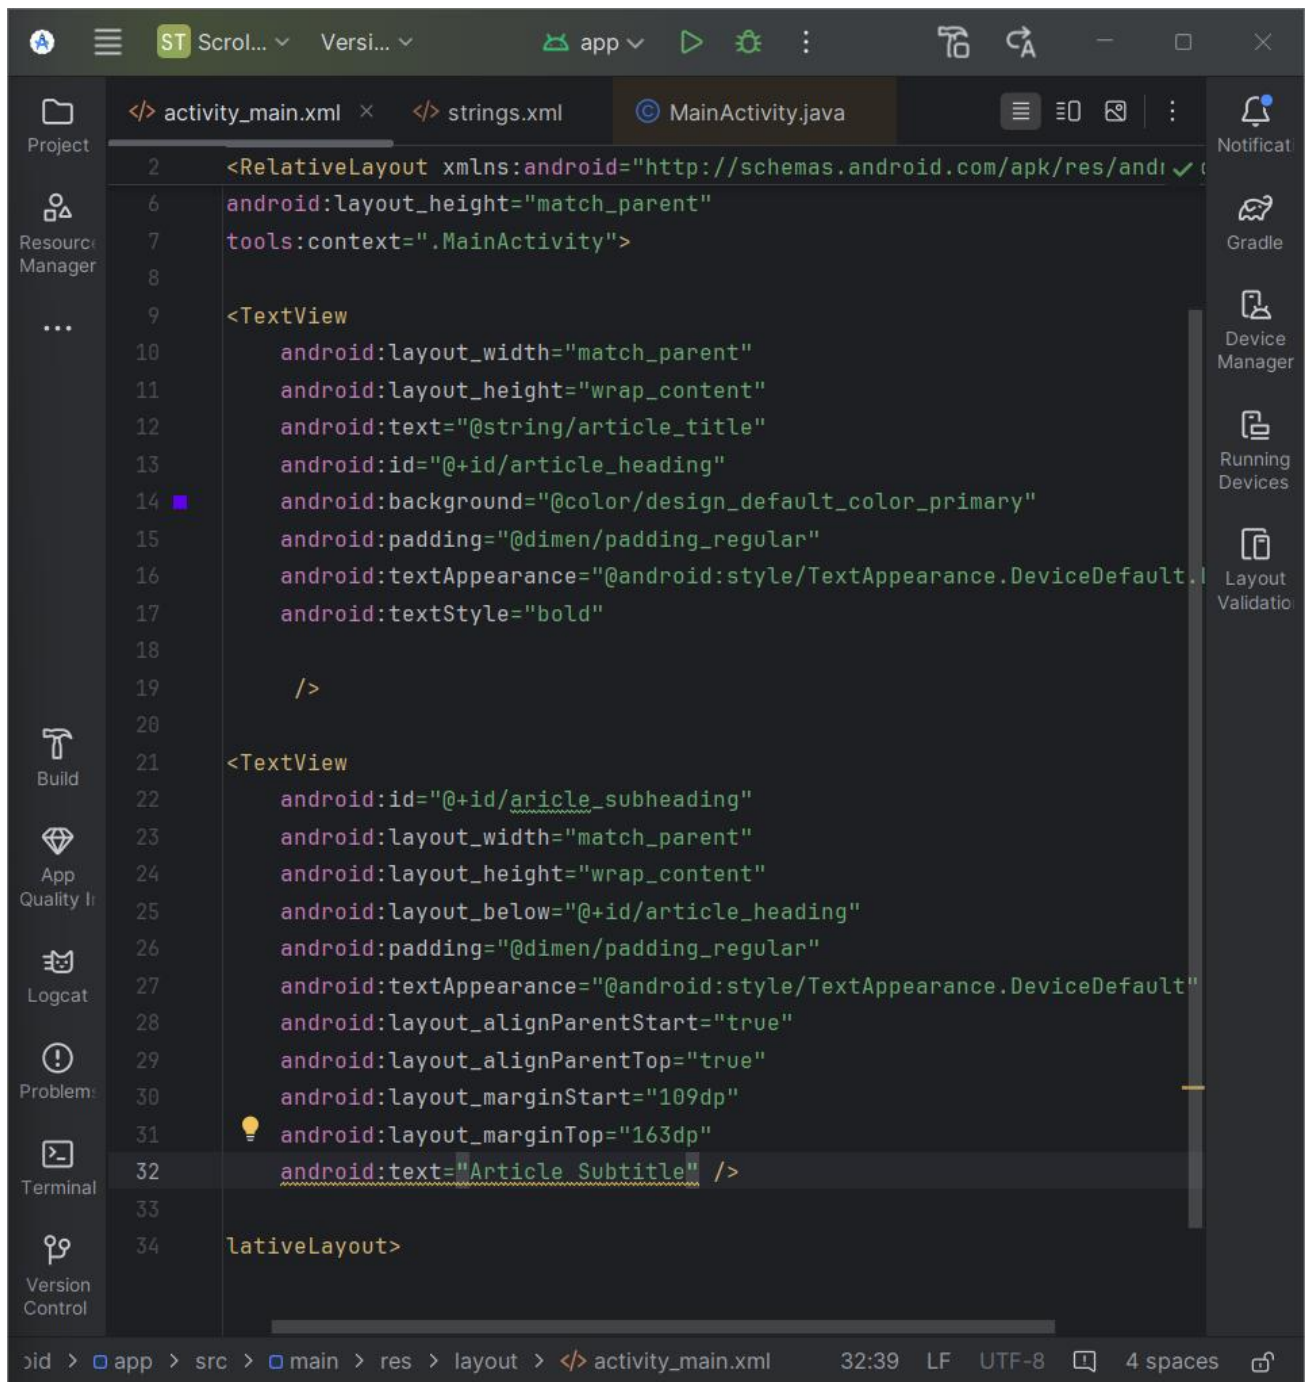 ST Scrol... Versi... app
activity_main.xml strings.xml MainActivity.java
Project
Resource
Manager
Build
App
Quality In
Logcat
Problems
Terminal
Version
Control
2 <RelativeLayout xmlns:android="http://schemas.android.com/apk/res/andr
6 android:layout_height="match_parent"
7 tools:context=".MainActivity">
8
9 <TextView
10 android:layout_width="match_parent"
11 android:layout_height="wrap_content"
12 android:text="@string/article_title"
13 android:id="@+id/article_heading"
14 android:background="@color/design_default_color_primary"
15 android:padding="@dimen/padding_regular"
16 android:textAppearance="@android:style/TextAppearance.DeviceDefault.
17 android:textStyle="bold"
18
19 />
20
21 <TextView
22 android:id="@+id/aricle_subheading"
23 android:layout_width="match_parent"
24 android:layout_height="wrap_content"
25 android:layout_below="@+id/article_heading"
26 android:padding="@dimen/padding_regular"
27 android:textAppearance="@android:style/TextAppearance.DeviceDefault"
28 android:layout_alignParentStart="true"
29 android:layout_alignParentTop="true"
30 android:layout_marginStart="109dp"
31 android:layout_marginTop="163dp"
32 android:text="Article Subtitle" />
33
34 lativeLayout>
Notificati
Gradle
Device
Manager
Running
Devices
Layout
Validatio
oid > app > src > main > res > layout > activity_main.xml 32:39 LF UTF-8 4 spaces